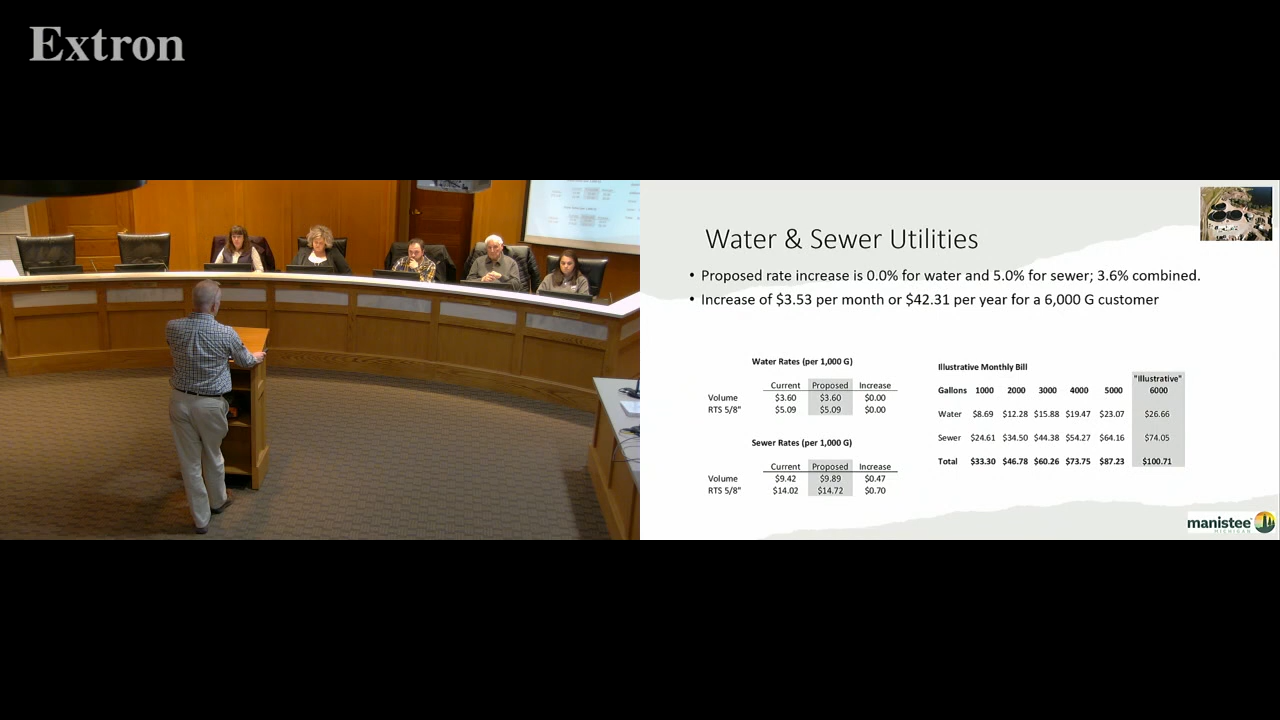 Extron
Water & Sewer Utilities
• Proposed rate increase is 0.0% for water and 5.0% for sewer; 3.6% combined.
• Increase of $3.53 per month or $42.31 per year for a 6,000 G customer
Water Rates (per 1,000 G)
Current Proposed Increase
Volume $3.60 $3.60 $0.00
RTS 5/8" $5.09 $5.09 $0.00
Sewer Rates (per 1,000 G)
Current Proposed Increase
Volume $9.42 $9.89 $0.47
RTS 5/8" $14.02 $14.72 $0.70
Illustrative Monthly Bill
"Illustrative"
Gallons 1000 2000 3000 4000 5000 6000
Water $8.69 $12.28 $15.88 $19.47 $23.07 $26.66
Sewer $24.61 $34.50 $44.38 $54.27 $64.16 $74.05
Total $33.30 $46.78 $60.26 $73.75 $87.23 $100.71
manistee
MICHIGAN